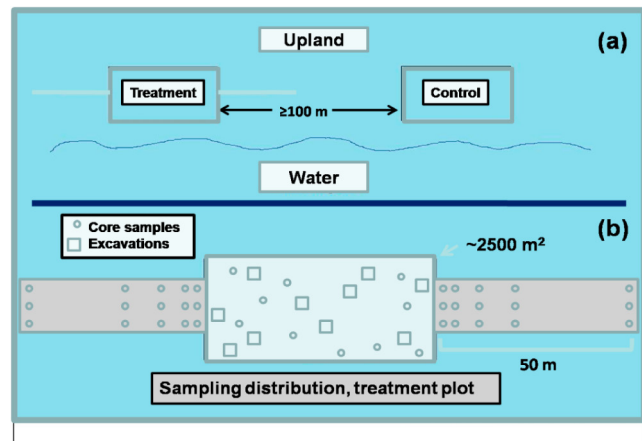 Upland
(a)
Treatment
Control
≥100 m
Water
Core samples
Excavations
(b)
~2500 m²
50 m
Sampling distribution, treatment plot